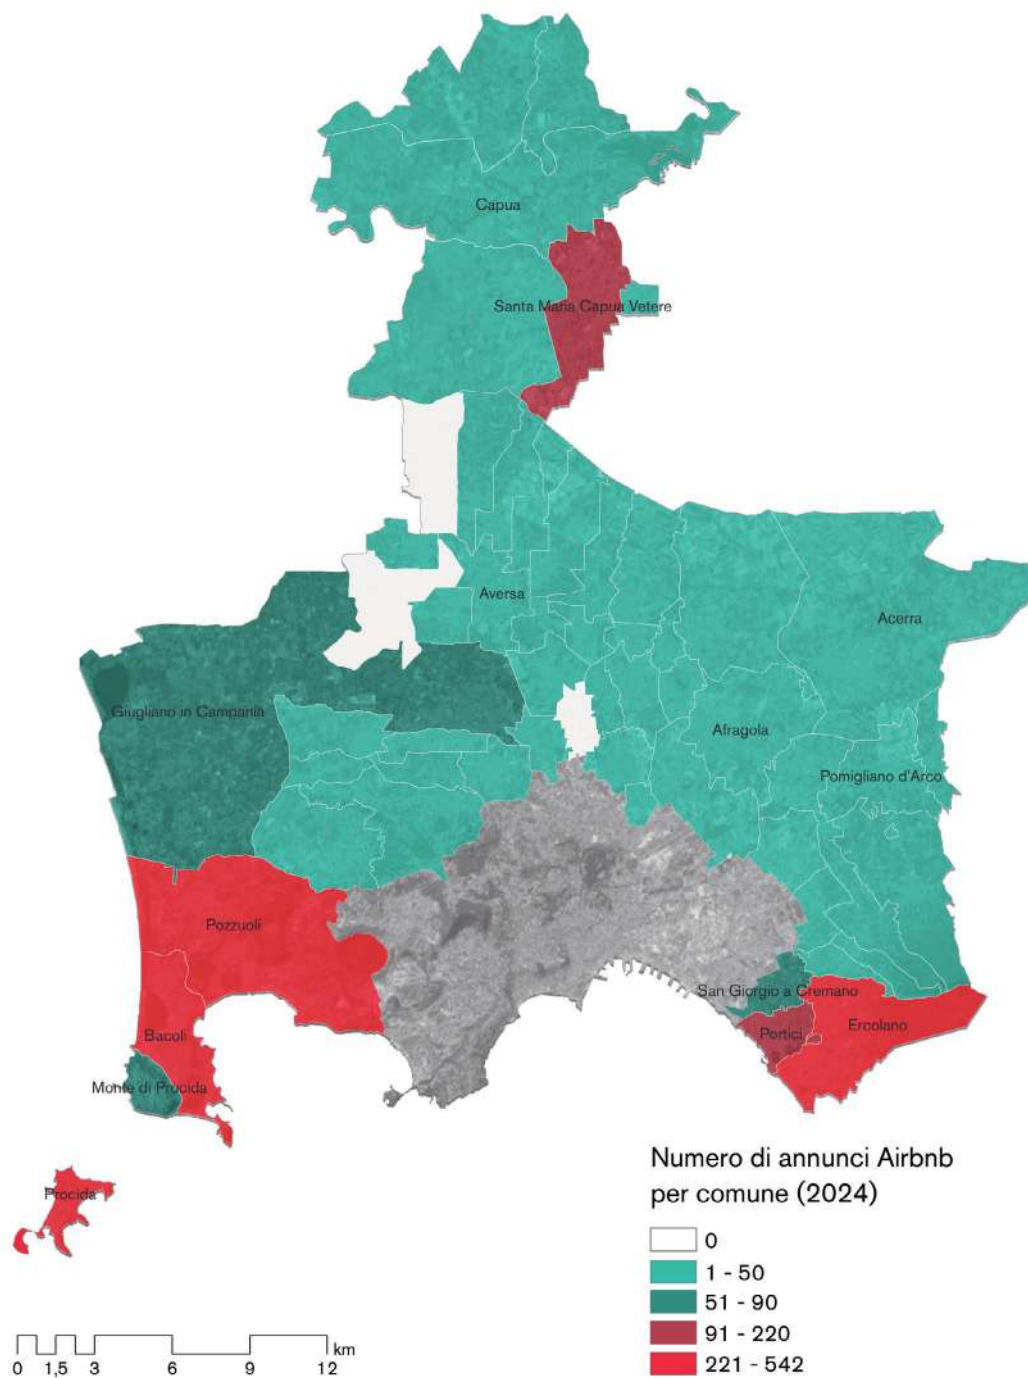 Capua
Santa Maria Capua Vetere
Aversa
Acerra
Giugliano in Campania
Afragola
Pomigliano d'Arco
Pozzuoli
San Giorgio a Cremano
Bacoli
Portici
Ercolano
Monte di Procida
Procida
Numero di annunci Airbnb
per comune (2024)
0
1 - 50
51 - 90
91 - 220
221 - 542
km
0 1,5 3 6 9 12